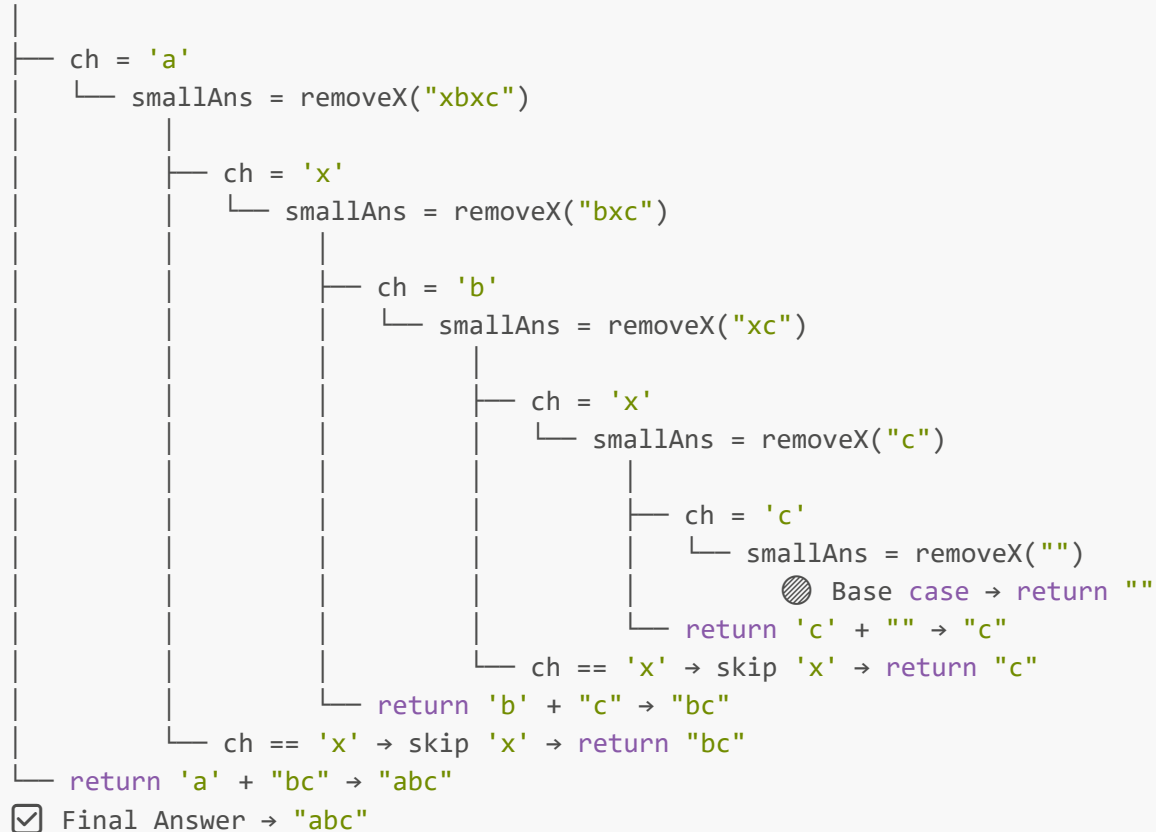 │
├── ch = 'a'
│   └── smallAns = removeX("xbxc")
│         │
│         ├── ch = 'x'
│         │   └── smallAns = removeX("bxc")
│         │         │
│         │         ├── ch = 'b'
│         │         │   └── smallAns = removeX("xc")
│         │         │         │
│         │         │         ├── ch = 'x'
│         │         │         │   └── smallAns = removeX("c")
│         │         │         │         │
│         │         │         │         ├── ch = 'c'
│         │         │         │         │   └── smallAns = removeX("")
│         │         │         │         │         Base case → return ""
│         │         │         │         └── return 'c' + "" → "c"
│         │         │         └── ch == 'x' → skip 'x' → return "c"
│         │         └── return 'b' + "c" → "bc"
│         └── ch == 'x' → skip 'x' → return "bc"
└── return 'a' + "bc" → "abc"
☑ Final Answer → "abc"